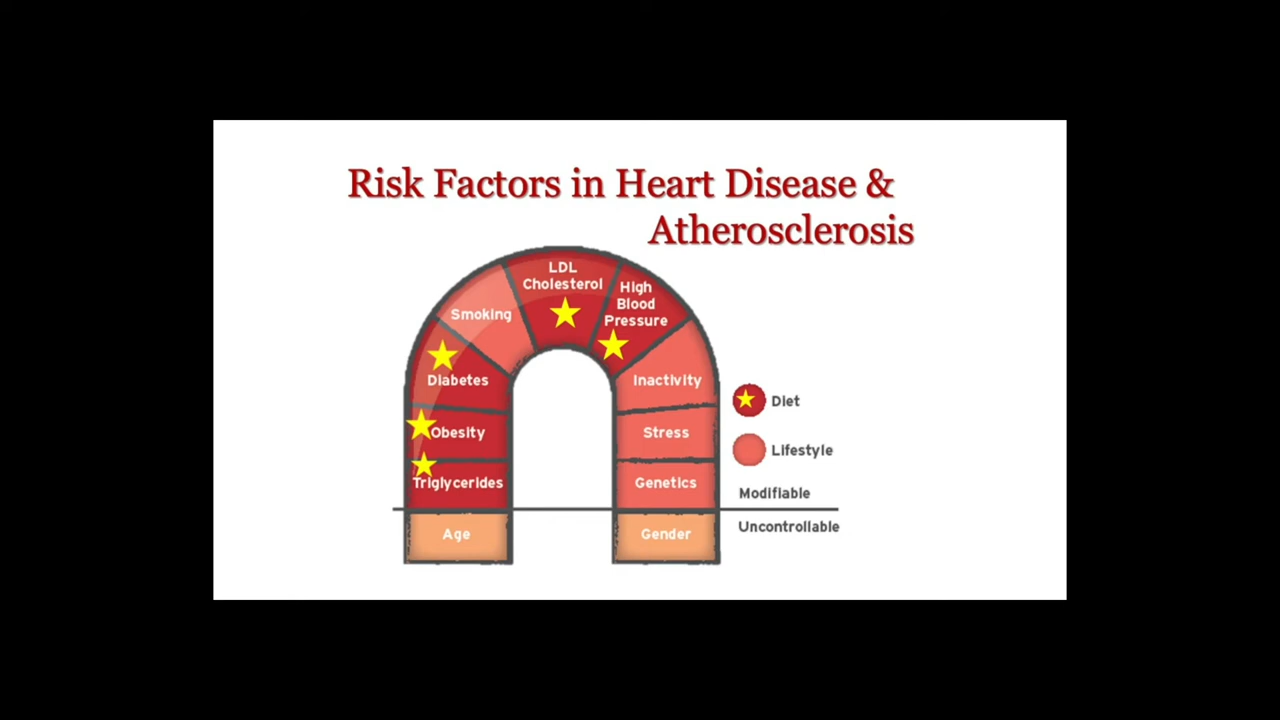 Risk Factors in Heart Disease &
Atherosclerosis
LDL
Cholesterol
High
Blood
Pressure
Smoking
Diabetes
Inactivity
Diet
Obesity
Stress
Lifestyle
Triglycerides
Genetics
Modifiable
Age
Gender
Uncontrollable